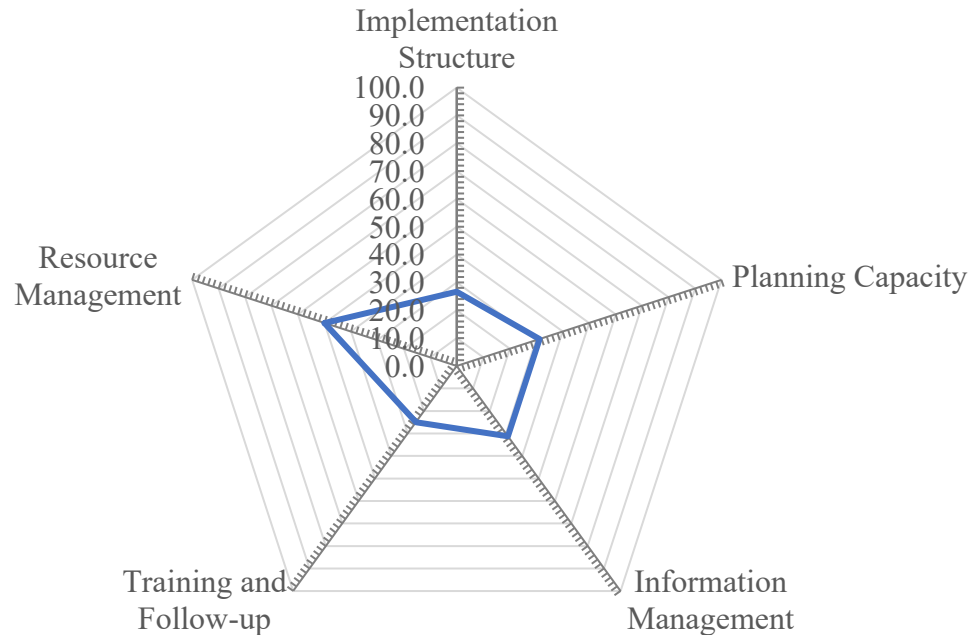 Implementation
Structure
100.0
90.0
80.0
70.0
60.0
50.0
40.0
30.0
20.0
10.0
0.0
Resource
Management
Planning Capacity
Training and
Follow-up
Information
Management